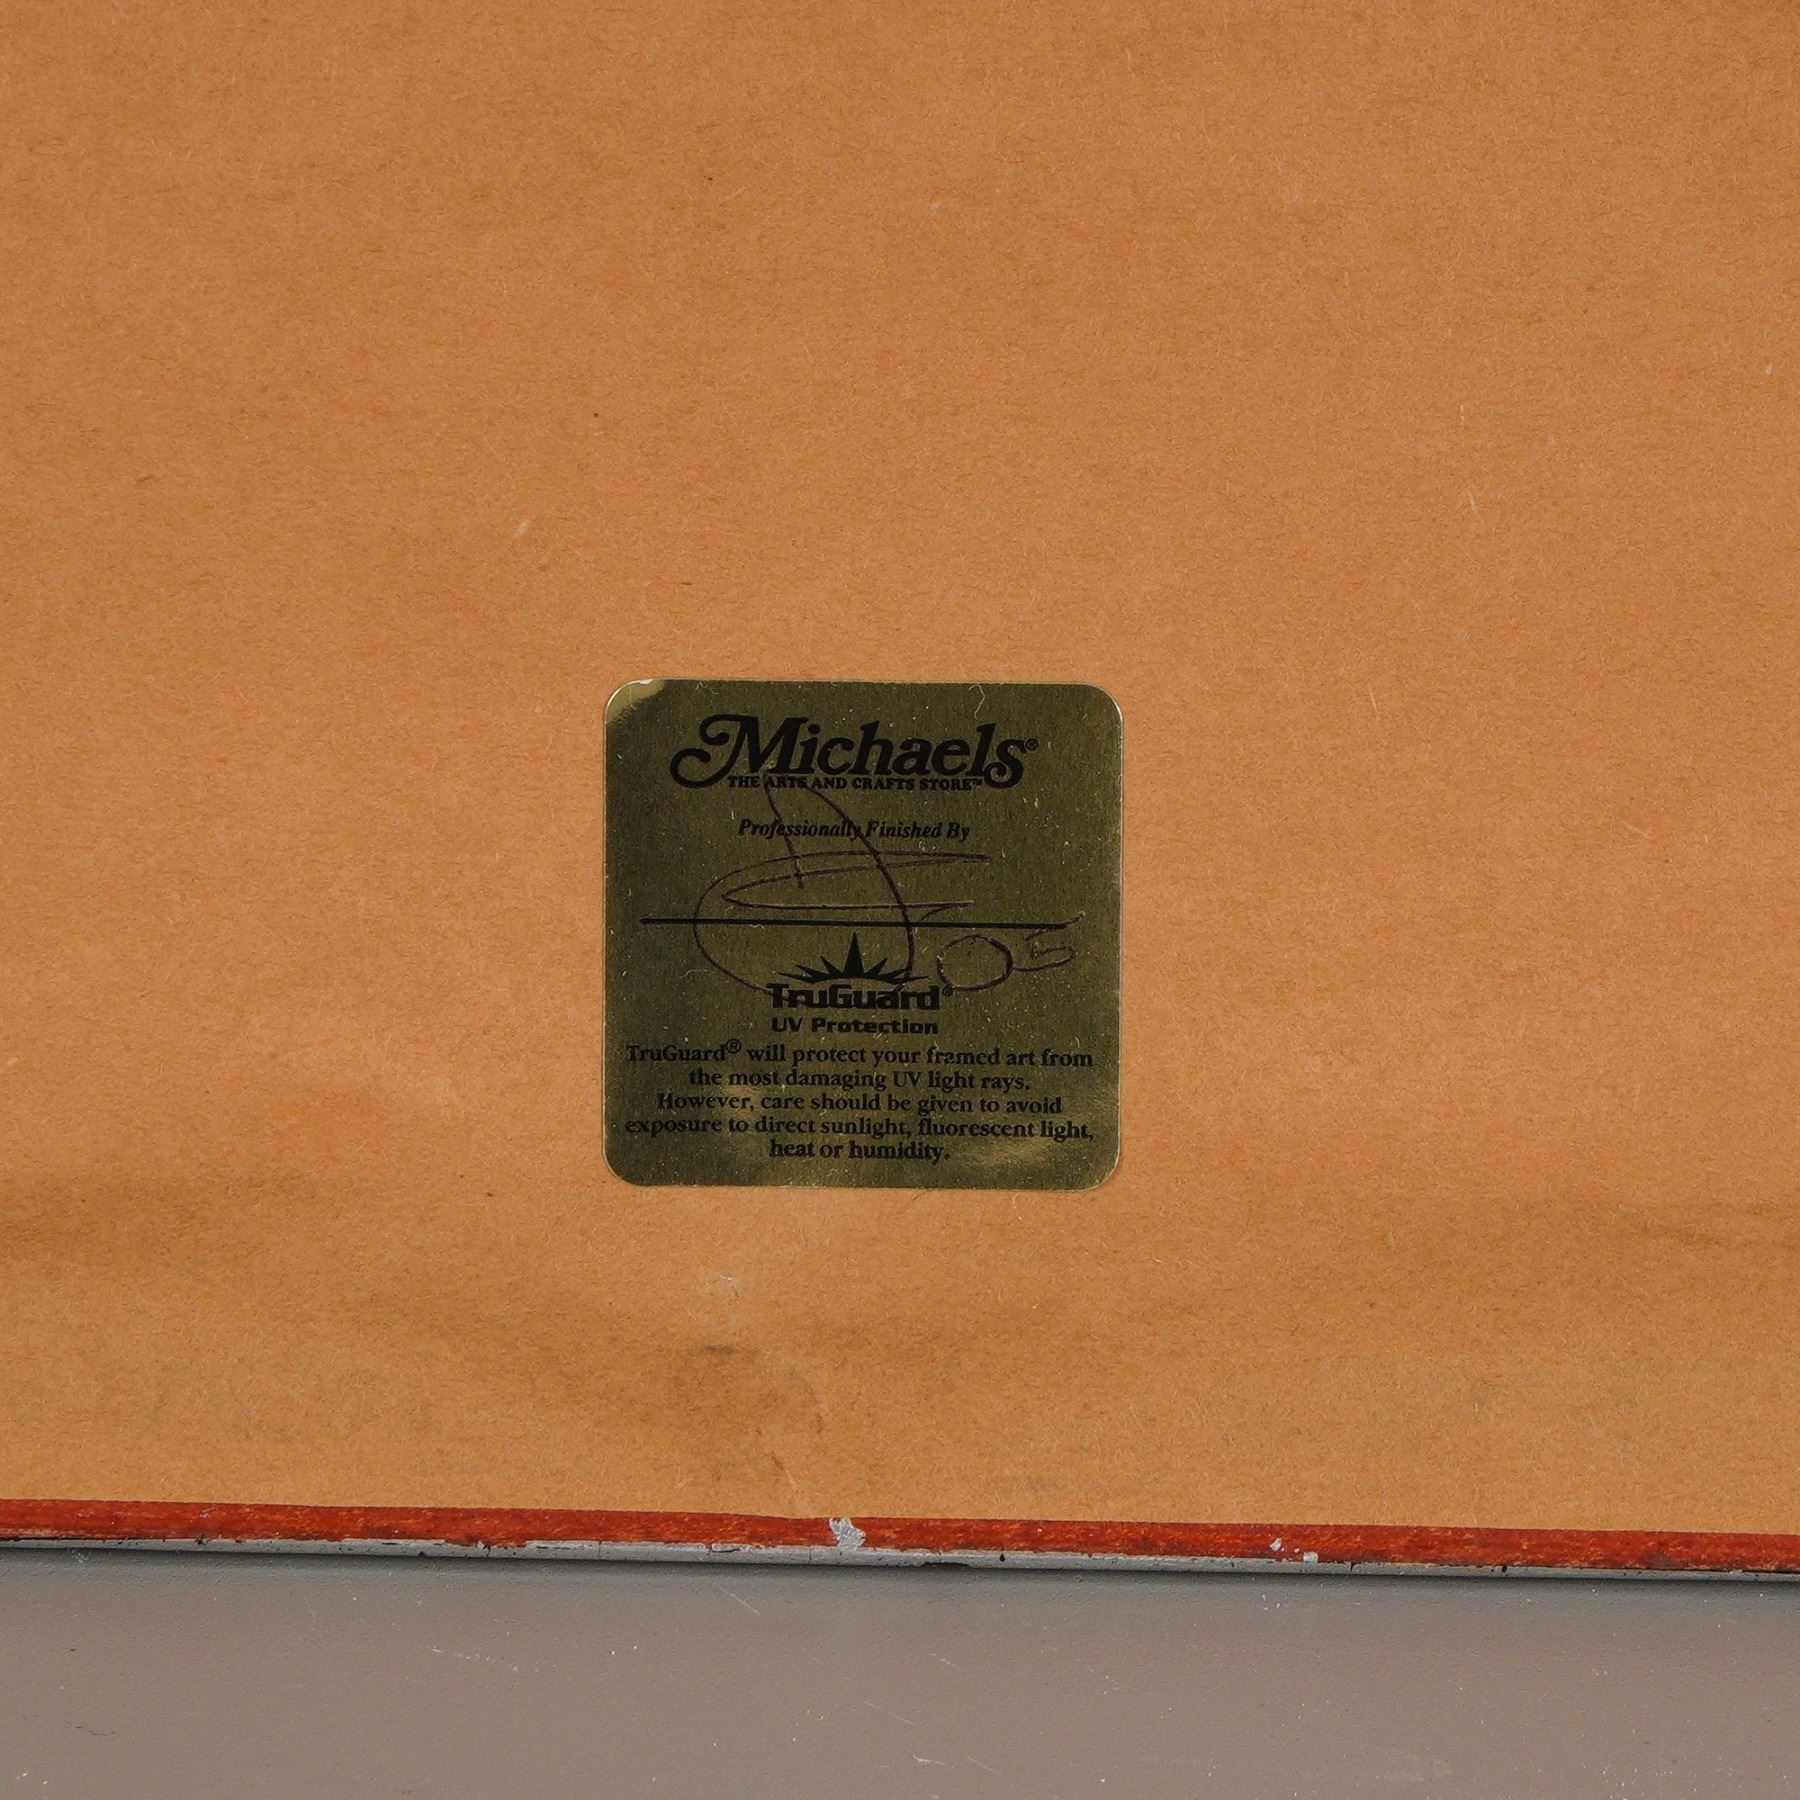 Michaels®
THE ARTS AND CRAFTS STORE™
Professionally Finished By
05
TruGuard®
UV Protection
TruGuard® will protect your framed art from
the most damaging UV light rays.
However, care should be given to avoid
exposure to direct sunlight, fluorescent light,
heat or humidity.